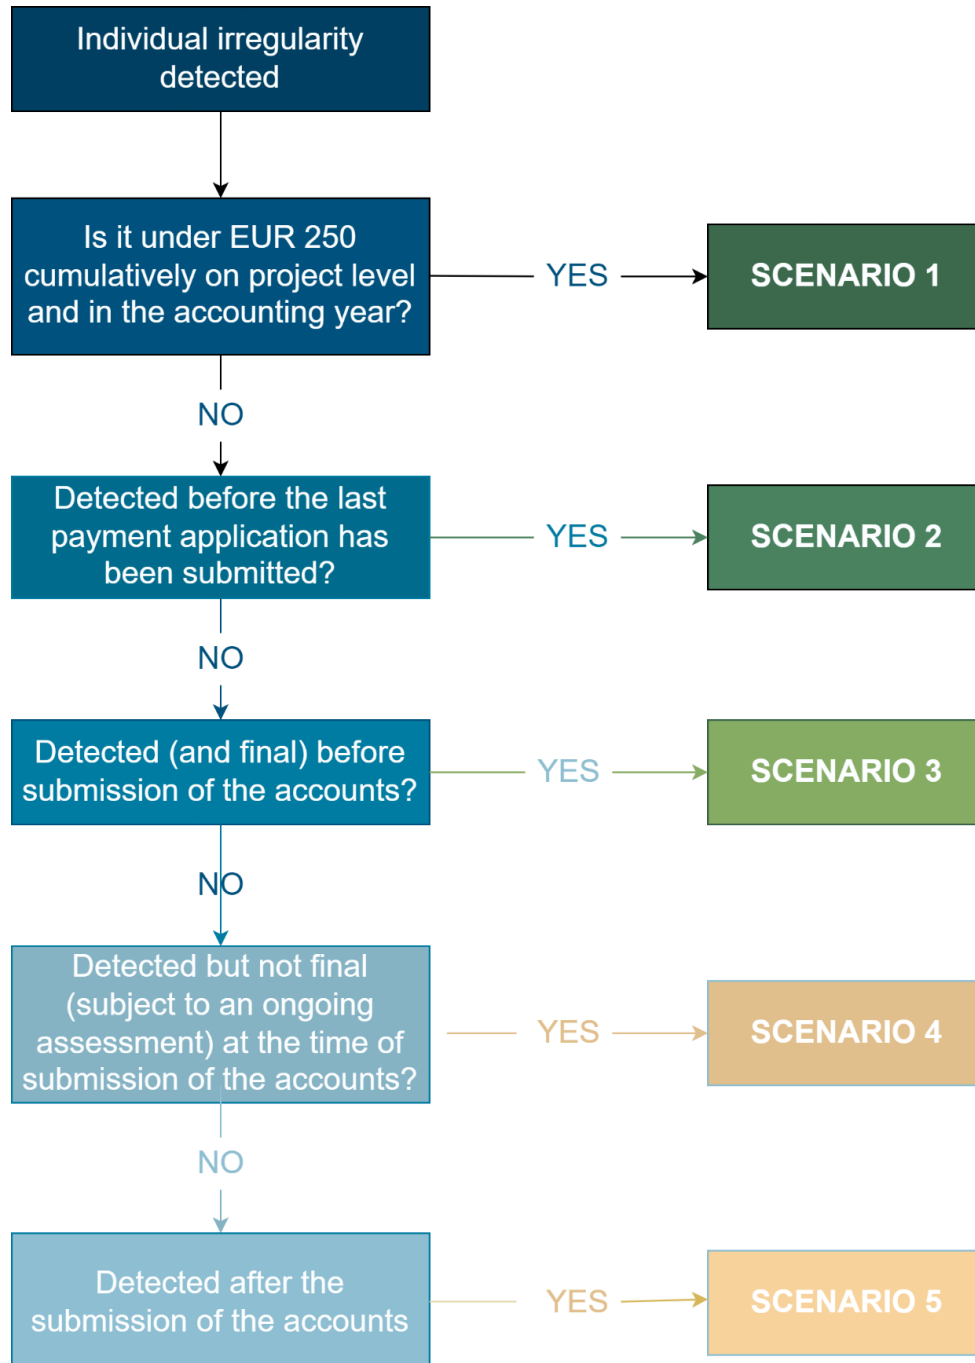 Individual irregularity
detected
Is it under EUR 250
cumulatively on project level
and in the accounting year?
YES
SCENARIO 1
NO
Detected before the last
payment application has
been submitted?
YES
SCENARIO 2
NO
Detected (and final) before
submission of the accounts?
YES
SCENARIO 3
NO
Detected but not final
(subject to an ongoing
assessment) at the time of
submission of the accounts?
YES
SCENARIO 4
NO
Detected after the
submission of the accounts
YES
SCENARIO 5